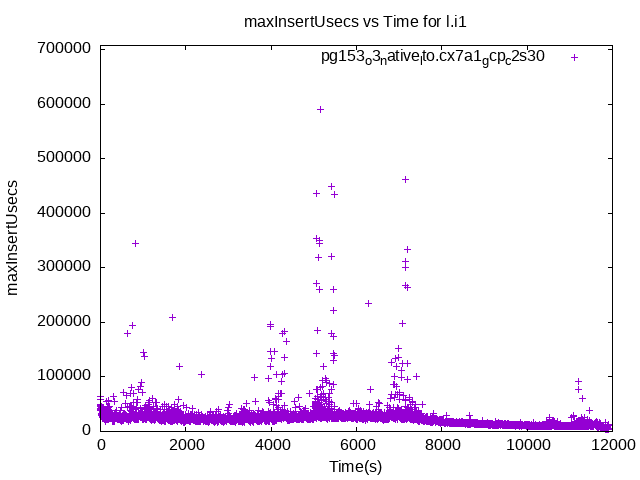 maxInsertUsecs vs Time for l.i1
pg153_o3_native_lto.cx7a1_gcp_c2s30
700000
600000
500000
400000
300000
200000
100000
0
maxInsertUsecs
0 2000 4000 6000 8000 10000 12000
Time(s)